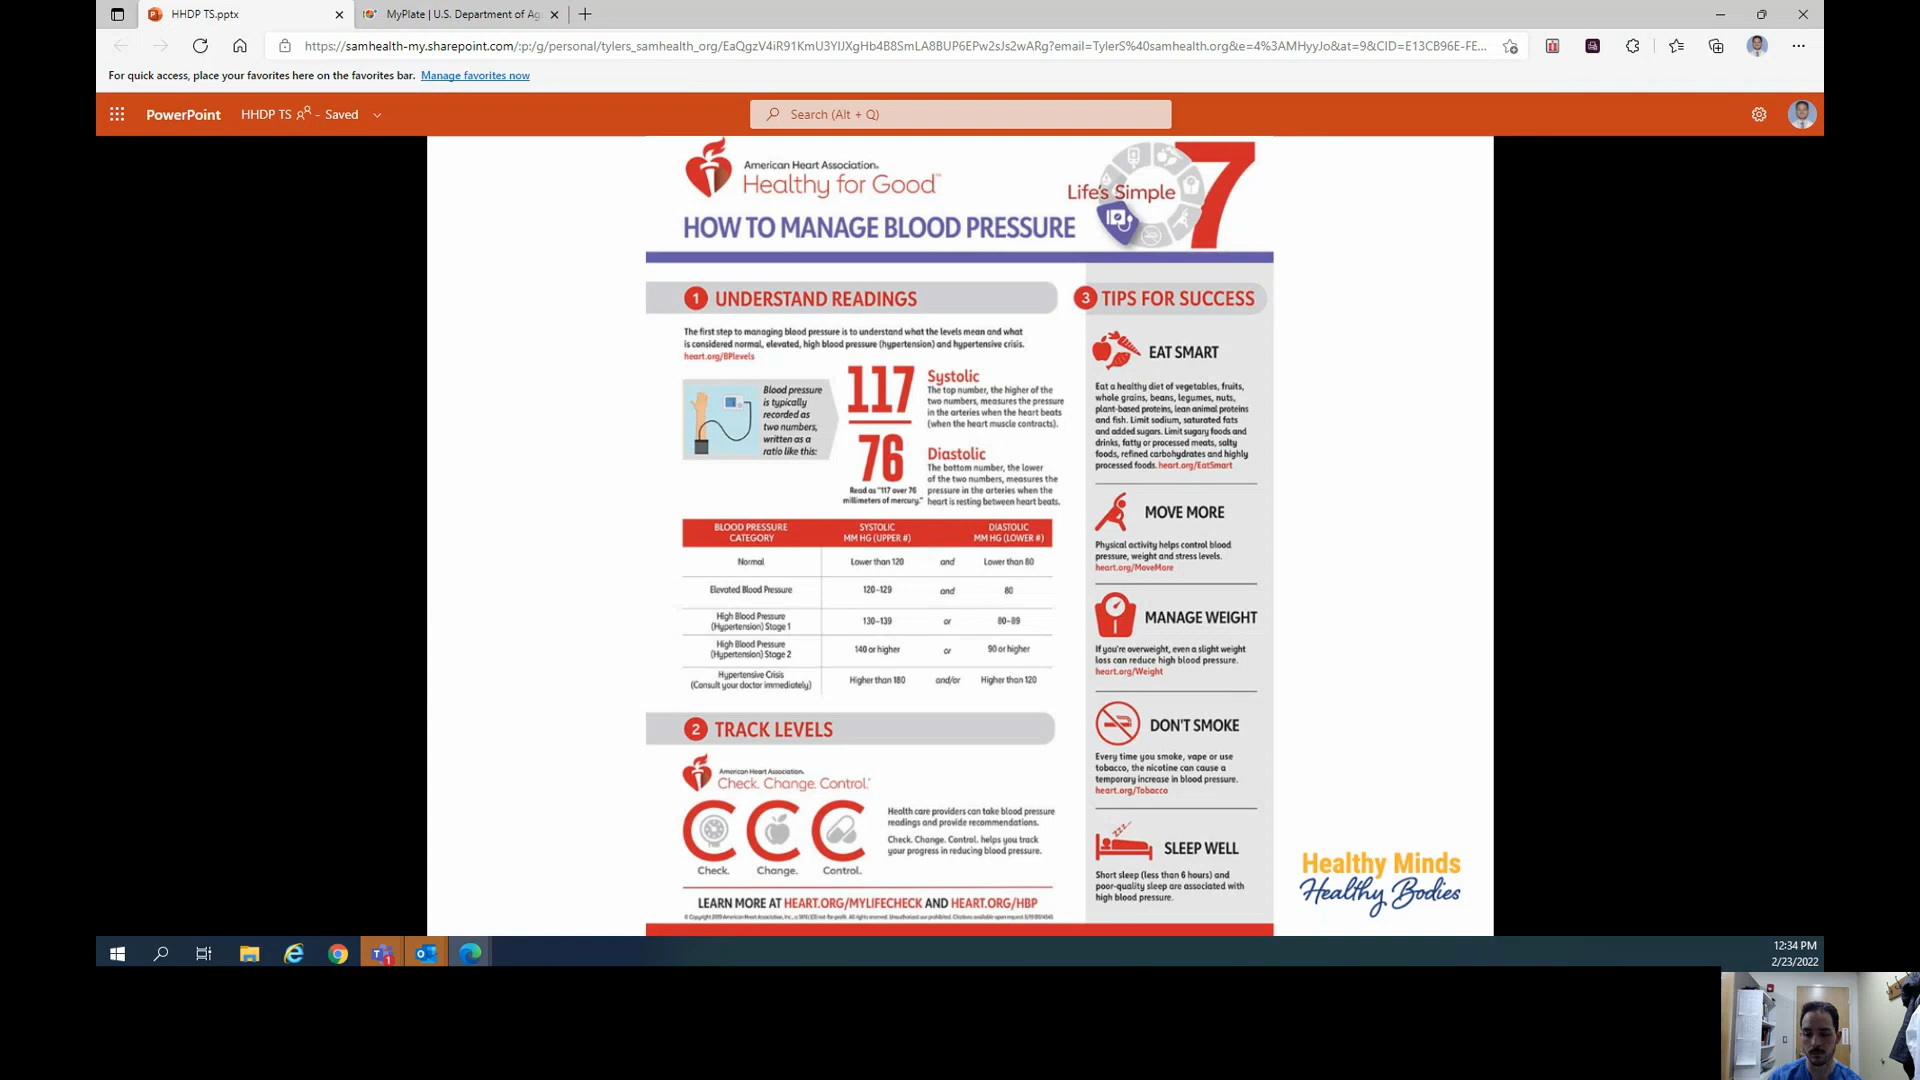 HHDP TS.pptx
MyPlate | U.S. Department of Ag
https://samhealth-my.sharepoint.com/:p:/g/personal/tylers_samhealth_org/EaQgzV4iR91KmU3YlJXgHb4B8SmLA8BUP6EPw2sJs2wARg?email=TylerS%40samhealth.org&e=4%3AMHyyJo&at=9&CID=E13CB96E-FE...
For quick access, place your favorites here on the favorites bar. Manage favorites now
PowerPoint
HHDP TS - Saved
Search (Alt + Q)
American Heart Association.
Healthy for Good™
Life's Simple 7
HOW TO MANAGE BLOOD PRESSURE
1 UNDERSTAND READINGS
The first step to managing blood pressure is to understand what the levels mean and what
is considered normal, elevated, high blood pressure (hypertension) and hypertensive crisis.
heart.org/BPlevels
Blood pressure
is typically
recorded as
two numbers,
written as a
ratio like this:
117
76
Read as "117 over 76
millimeters of mercury."
Systolic
The top number, the higher of the
two numbers, measures the pressure
in the arteries when the heart beats
(when the heart muscle contracts).
Diastolic
The bottom number, the lower
of the two numbers, measures the
pressure in the arteries when the
heart is resting between heart beats.
BLOOD PRESSURE CATEGORY SYSTOLIC MM HG (UPPER #) DIASTOLIC MM HG (LOWER #)
Normal Lower than 120 and Lower than 80
Elevated Blood Pressure 120-129 and 80
High Blood Pressure (Hypertension) Stage 1 130-139 or 80-89
High Blood Pressure (Hypertension) Stage 2 140 or higher or 90 or higher
Hypertensive Crisis (Consult your doctor immediately) Higher than 180 and/or Higher than 120
2 TRACK LEVELS
American Heart Association.
Check. Change. Control.
Check.
Change.
Control.
Health care providers can take blood pressure
readings and provide recommendations.
Check. Change. Control. helps you track
your progress in reducing blood pressure.
LEARN MORE AT HEART.ORG/MYLIFECHECK AND HEART.ORG/HBP
3 TIPS FOR SUCCESS
EAT SMART
Eat a healthy diet of vegetables, fruits,
whole grains, beans, legumes, nuts,
plant-based proteins, lean animal proteins
and fish. Limit sodium, saturated fats
and added sugars. Limit sugary foods and
drinks, fatty or processed meats, salty
foods, refined carbohydrates and highly
processed foods. heart.org/EatSmart
MOVE MORE
Physical activity helps control blood
pressure, weight and stress levels.
heart.org/MoveMore
MANAGE WEIGHT
If you're overweight, even a slight weight
loss can reduce high blood pressure.
heart.org/Weight
DON'T SMOKE
Every time you smoke, vape or use
tobacco, the nicotine can cause a
temporary increase in blood pressure.
heart.org/Tobacco
ZZZ
SLEEP WELL
Short sleep (less than 6 hours) and
poor-quality sleep are associated with
high blood pressure.
Healthy Minds
Healthy Bodies
12:34 PM
2/23/2022